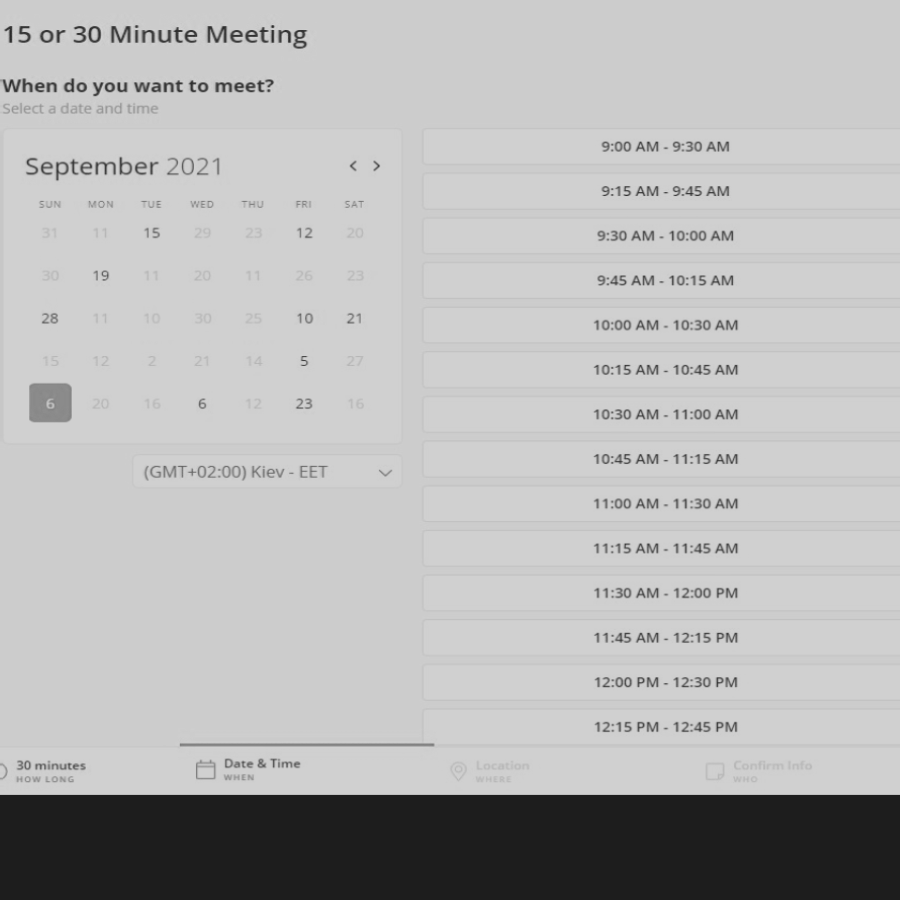 15 or 30 Minute Meeting
When do you want to meet?
Select a date and time
September 2021
SUN MON TUE WED THU FRI SAT
31 11 15 29 23 12 20
30 19 11 20 11 26 23
28 11 10 30 25 10 21
15 12 2 21 14 5 27
6 20 16 6 12 23 16
(GMT+02:00) Kiev - EET
9:00 AM - 9:30 AM
9:15 AM - 9:45 AM
9:30 AM - 10:00 AM
9:45 AM - 10:15 AM
10:00 AM - 10:30 AM
10:15 AM - 10:45 AM
10:30 AM - 11:00 AM
10:45 AM - 11:15 AM
11:00 AM - 11:30 AM
11:15 AM - 11:45 AM
11:30 AM - 12:00 PM
11:45 AM - 12:15 PM
12:00 PM - 12:30 PM
12:15 PM - 12:45 PM
30 minutes
HOW LONG
Date & Time
WHEN
Location
WHERE
Confirm Info
WHO